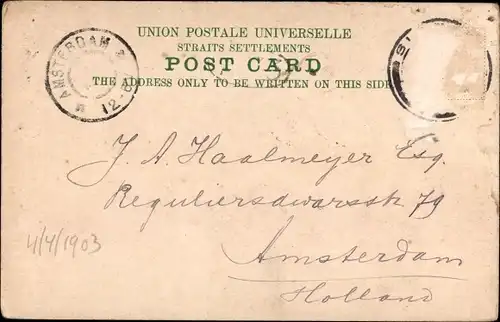 UNION POSTALE UNIVERSELLE
STRAITS SETTLEMENTS
POST CARD
THE ADDRESS ONLY TO BE WRITTEN ON THIS SIDE
AMSTERDAM
J. A. Haalmeyer Esq.
Reguliersdwarsstr 79
Amsterdam
Holland
4/4/1903